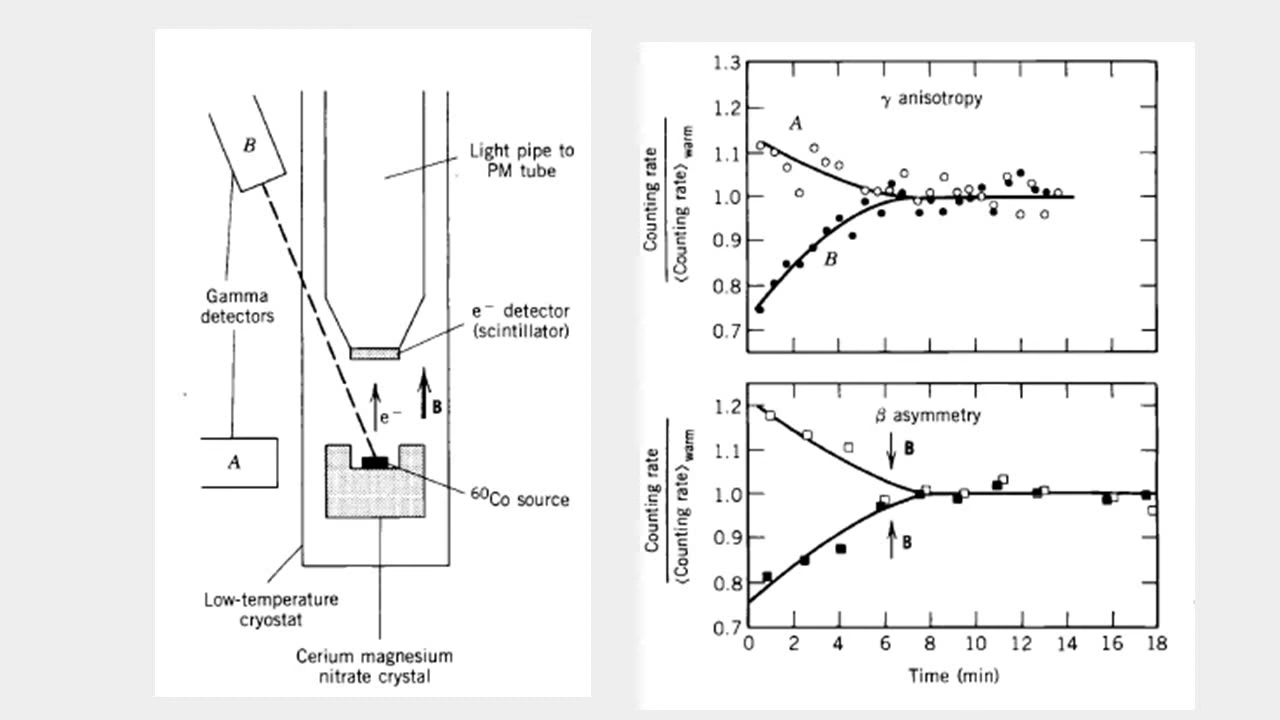 B
Light pipe to
PM tube
Gamma
detectors
e⁻ detector
(scintillator)
e⁻
B
A
⁶⁰Co source
Low-temperature
cryostat
Cerium magnesium
nitrate crystal
Counting rate
⟨Counting rate⟩warm
1.3
1.2
1.1
1.0
0.9
0.8
0.7
γ anisotropy
A
B
Counting rate
⟨Counting rate⟩warm
1.2
1.1
1.0
0.9
0.8
0.7
β asymmetry
B
B
0 2 4 6 8 10 12 14 16 18
Time (min)